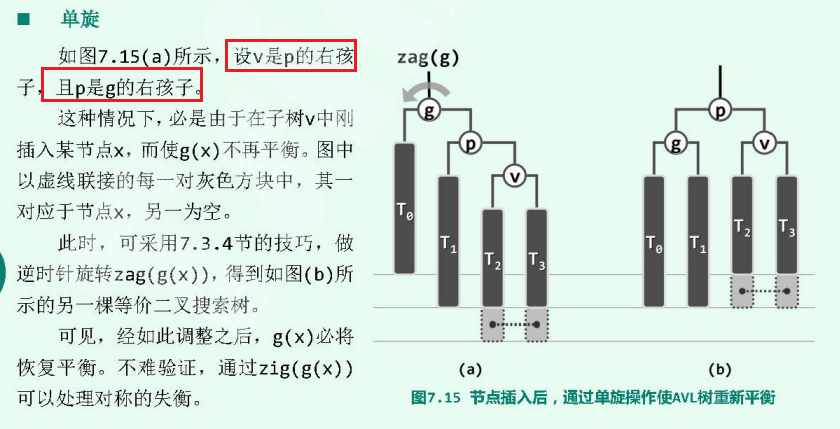 ■ 单旋
如图7.15(a)所示，设v是p的右孩
子，且p是g的右孩子。
这种情况下，必是由于在子树v中刚
插入某节点x，而使g(x)不再平衡。图中
以虚线联接的每一对灰色方块中，其一
对应于节点x，另一为空。
此时，可采用7.3.4节的技巧，做
逆时针旋转zag(g(x))，得到如图(b)所
示的另一棵等价二叉搜索树。
可见，经如此调整之后，g(x)必将
恢复平衡。不难验证，通过zig(g(x))
可以处理对称的失衡。
zag(g)
g
p
v
T0
T1
T2
T3
(a)
p
g
v
T0
T1
T2
T3
(b)
图7.15 节点插入后，通过单旋操作使AVL树重新平衡